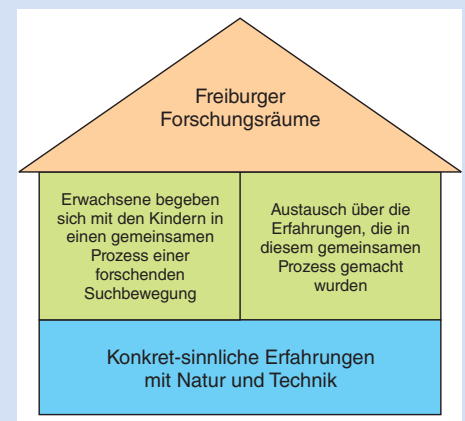 Freiburger
Forschungsräume
Erwachsene begeben
sich mit den Kindern in
einen gemeinsamen
Prozess einer
forschenden
Suchbewegung
Austausch über die
Erfahrungen, die in
diesem gemeinsamen
Prozess gemacht
wurden
Konkret-sinnliche Erfahrungen
mit Natur und Technik